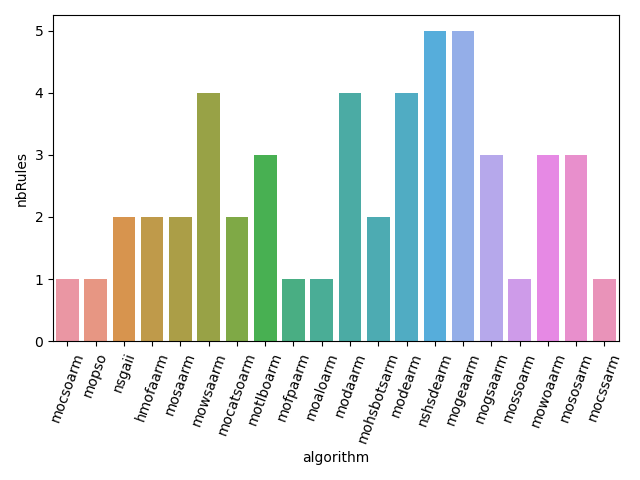 nbRules
5
4
3
2
1
0
mocsoarm
mopso
nsgaii
hmofaarm
mosaarm
mowsaarm
mocatsoarm
motlboarm
mofpaarm
moaloarm
modaarm
mohsbotsarm
modearm
nshsdearm
mogeaarm
mogsaarm
mossoarm
mowoaarm
mososarm
mocssarm
algorithm